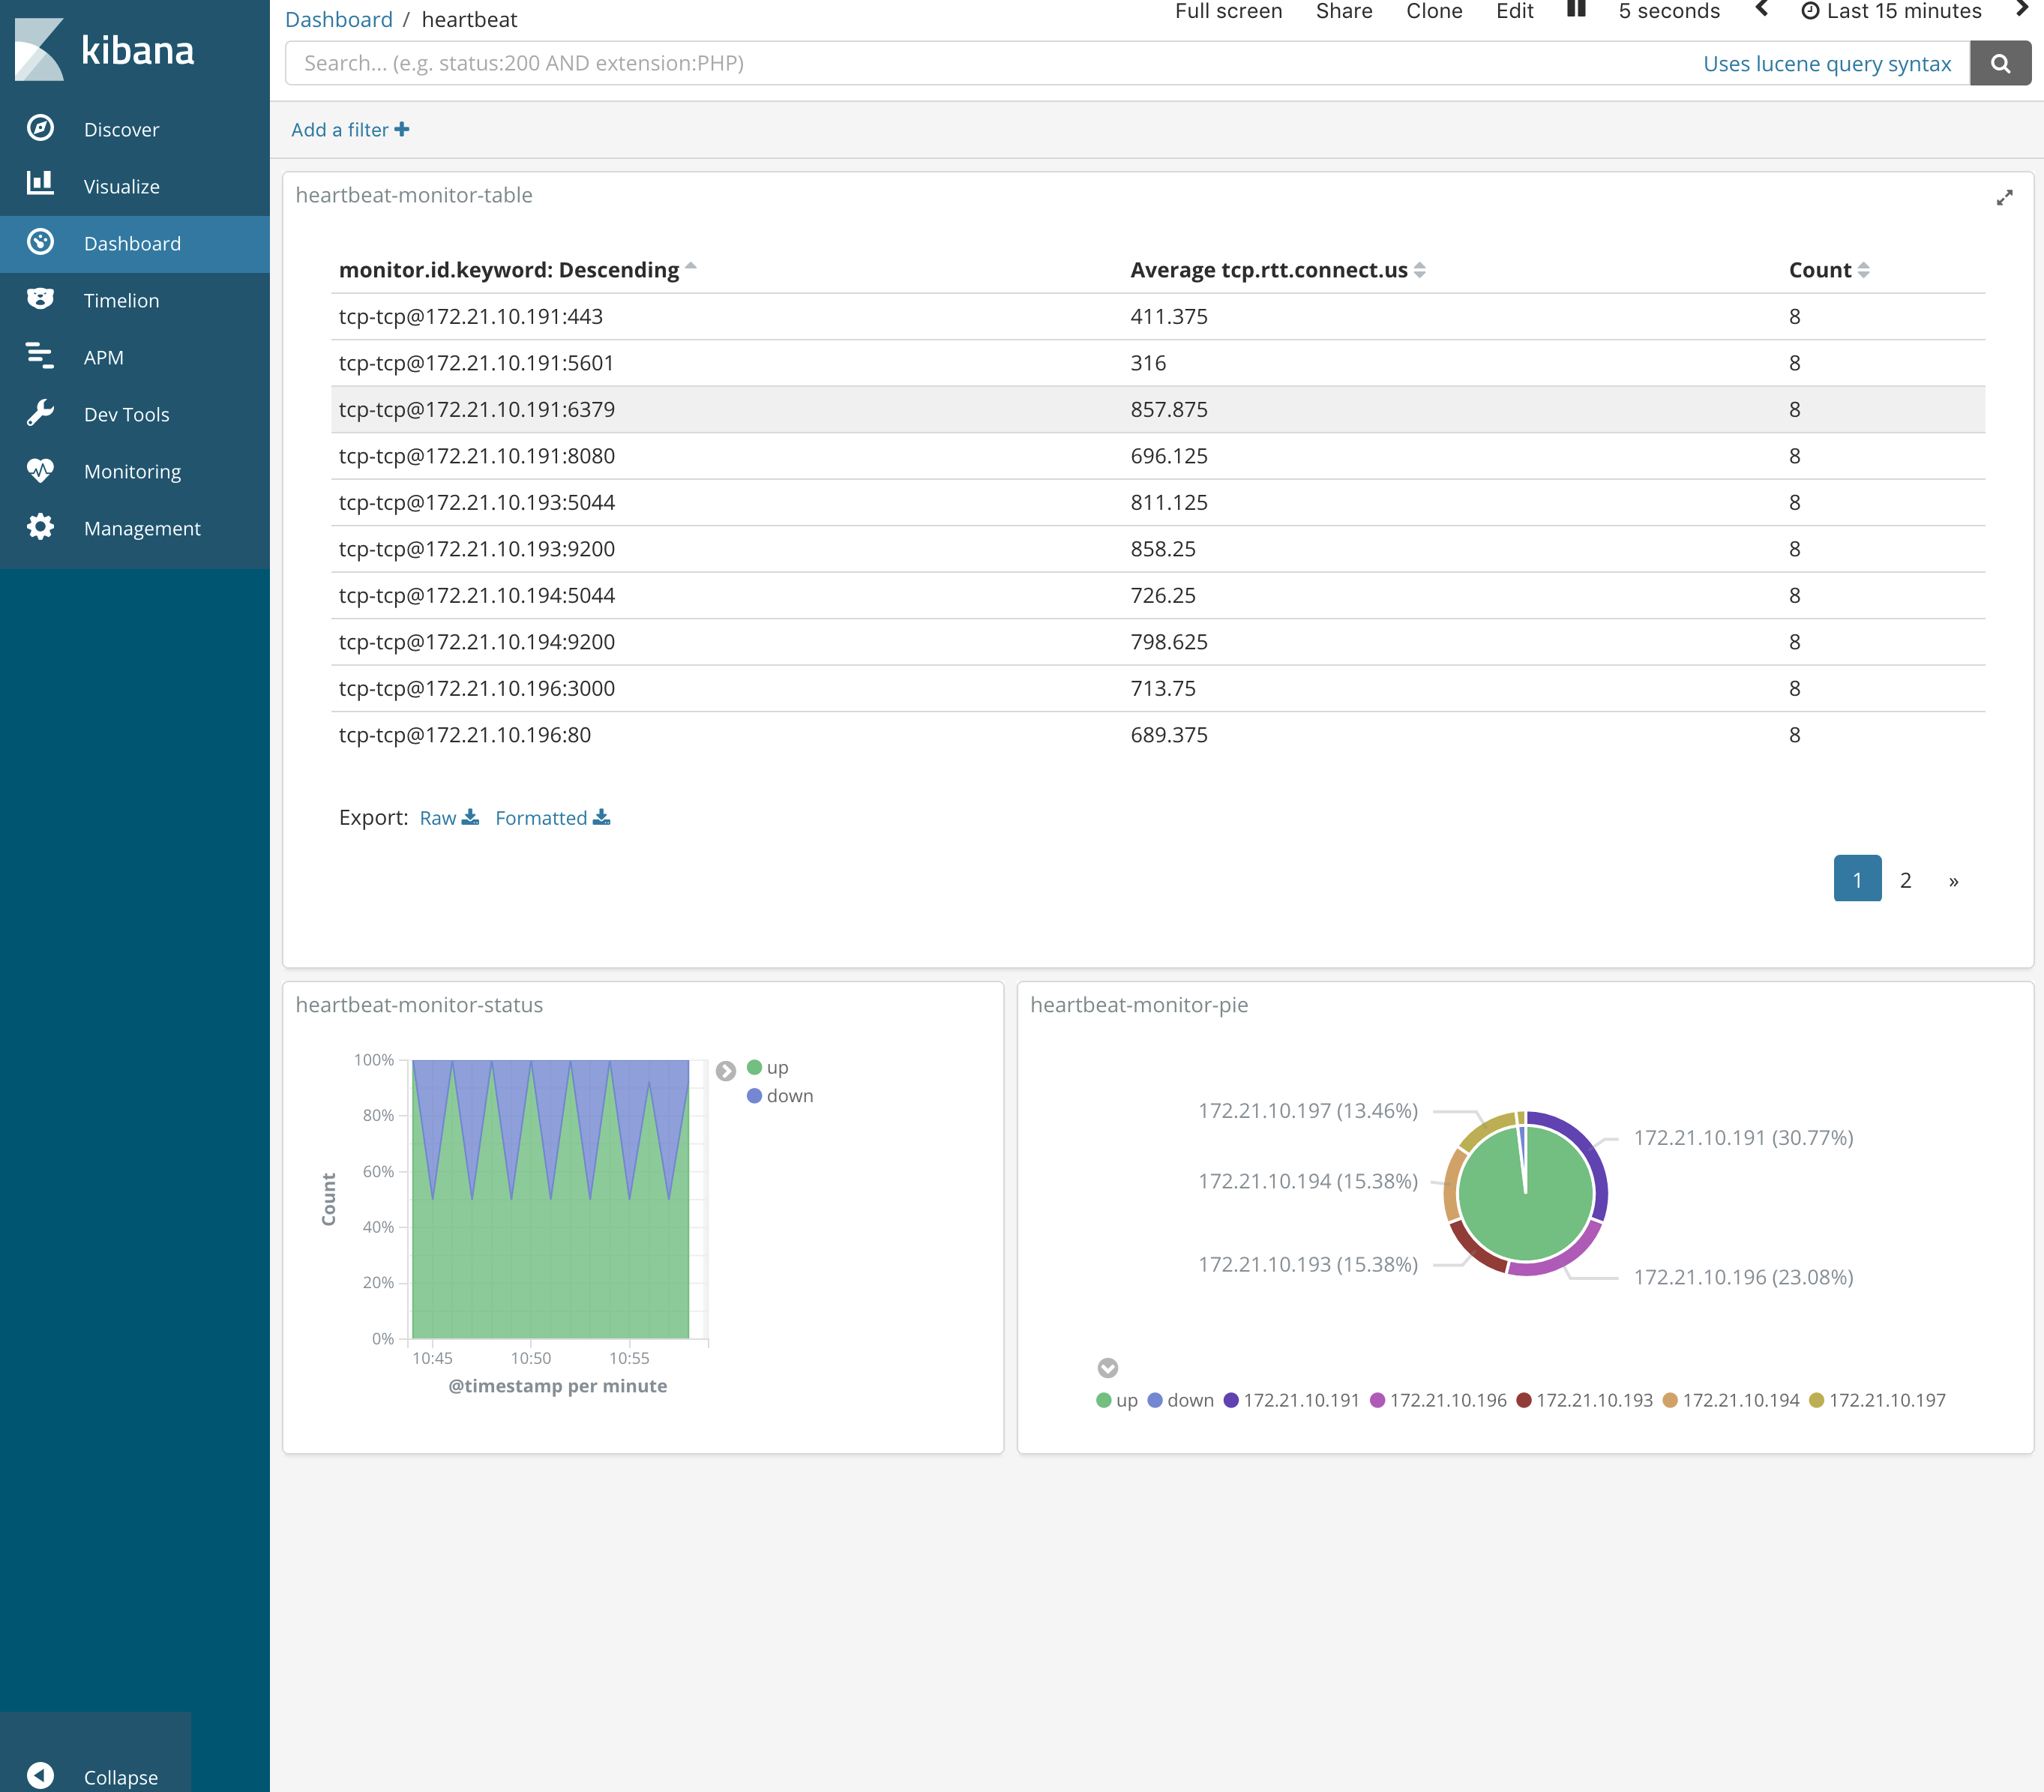 kibana
Discover
Visualize
Dashboard
Timelion
APM
Dev Tools
Monitoring
Management
Collapse
Dashboard / heartbeat
Full screen Share Clone Edit 5 seconds Last 15 minutes
Search... (e.g. status:200 AND extension:PHP) Uses lucene query syntax
Add a filter +
heartbeat-monitor-table
monitor.id.keyword: Descending Average tcp.rtt.connect.us Count
tcp-tcp@172.21.10.191:443 411.375 8
tcp-tcp@172.21.10.191:5601 316 8
tcp-tcp@172.21.10.191:6379 857.875 8
tcp-tcp@172.21.10.191:8080 696.125 8
tcp-tcp@172.21.10.193:5044 811.125 8
tcp-tcp@172.21.10.193:9200 858.25 8
tcp-tcp@172.21.10.194:5044 726.25 8
tcp-tcp@172.21.10.194:9200 798.625 8
tcp-tcp@172.21.10.196:3000 713.75 8
tcp-tcp@172.21.10.196:80 689.375 8
Export: Raw Formatted
1 2 »
heartbeat-monitor-status
100%
80%
60%
40%
20%
0%
Count
10:45 10:50 10:55
@timestamp per minute
up
down
heartbeat-monitor-pie
172.21.10.197 (13.46%)
172.21.10.191 (30.77%)
172.21.10.194 (15.38%)
172.21.10.193 (15.38%)
172.21.10.196 (23.08%)
up down 172.21.10.191 172.21.10.196 172.21.10.193 172.21.10.194 172.21.10.197